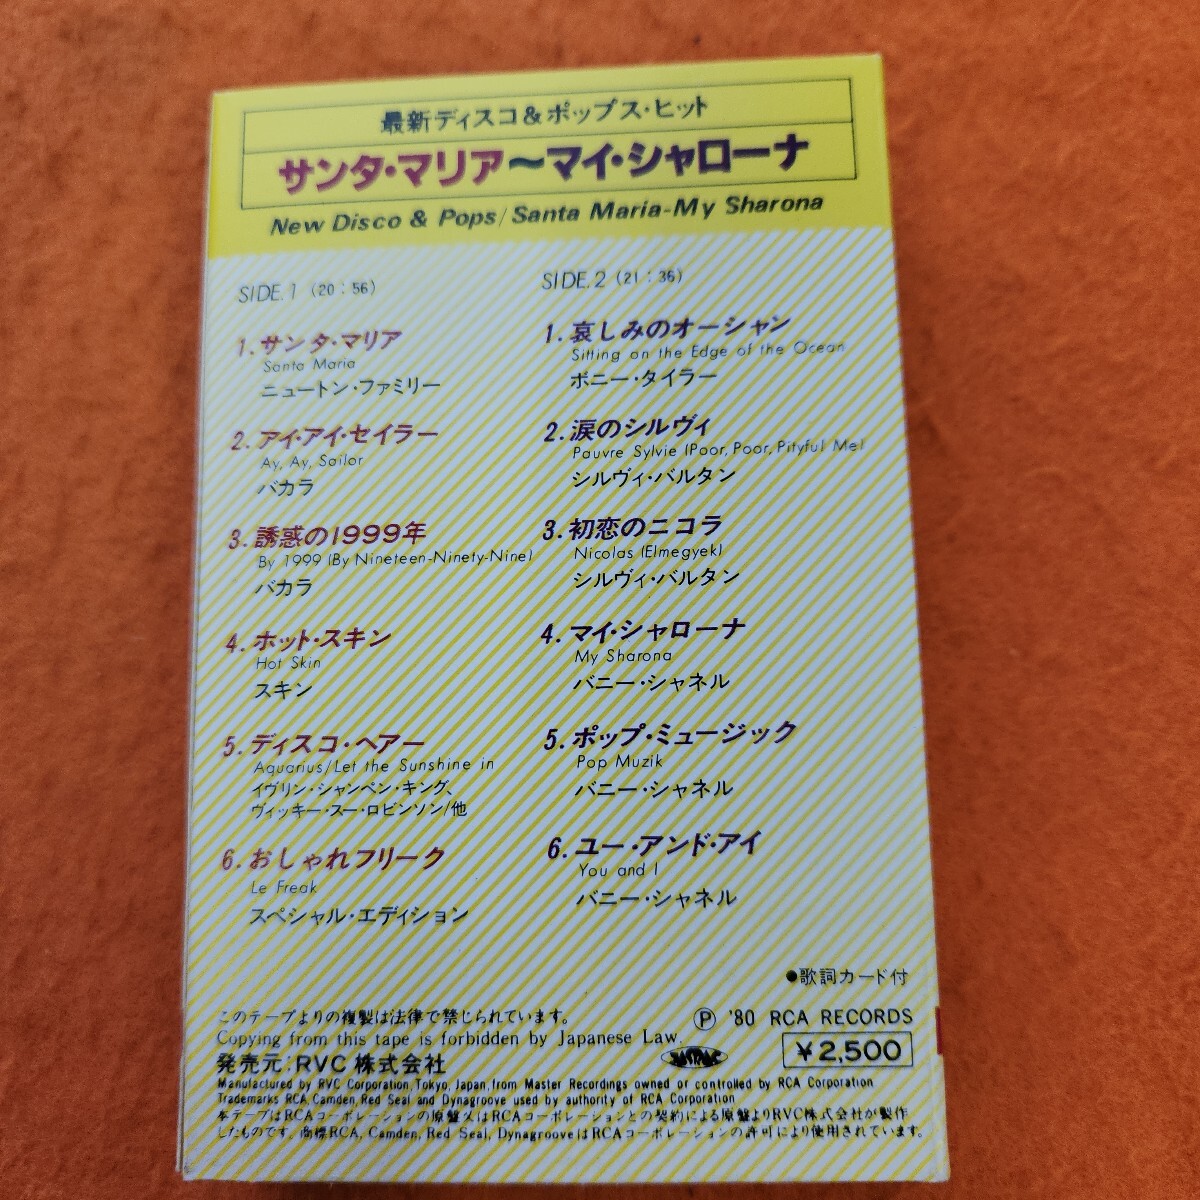 最新ディスコ&ポップス・ヒット
サンタ・マリア〜マイ・シャローナ
New Disco & Pops/Santa Maria-My Sharona
SIDE.1 (20:56)
1.サンタ・マリア
Santa Maria
ニュートン・ファミリー
2.アイ・アイ・セイラー
Ay, Ay, Sailor
バカラ
3.誘惑の1999年
By 1999 (By Nineteen-Ninety-Nine)
バカラ
4.ホット・スキン
Hot Skin
スキン
5.ディスコ・ヘアー
Aquarius/Let the Sunshine in
イヴリン・シャンペン・キング、
ヴィッキー・スー・ロビンソン/他
6.おしゃれフリーク
Le Freak
スペシャル・エディション
SIDE.2 (21:36)
1.哀しみのオーシャン
Sitting on the Edge of the Ocean
ボニー・タイラー
2.涙のシルヴィ
Pauvre Sylvie (Poor, Poor, Pityful Me)
シルヴィ・バルタン
3.初恋のニコラ
Nicolas (Elmegyek)
シルヴィ・バルタン
4.マイ・シャローナ
My Sharona
バニー・シャネル
5.ポップ・ミュージック
Pop Muzik
バニー・シャネル
6.ユー・アンド・アイ
You and I
バニー・シャネル
●歌詞カード付
このテープよりの複製は法律で禁じられています。
Copying from this tape is forbidden by Japanese Law.
Ⓟ '80 RCA RECORDS
¥2,500
発売元:RVC株式会社
Manufactured by RVC Corporation, Tokyo, Japan, from Master Recordings owned or controlled by RCA Corporation
Trademarks RCA, Camden, Red Seal and Dynagroove used by authority of RCA Corporation
本テープはRCAコーポレーションの原盤又はRCAコーポレーションとの契約による原盤よりRVC株式会社が製作
したものです。商標RCA, Camden, Red Seal, DynagrooveはRCAコーポレーションの許可により使用されています。